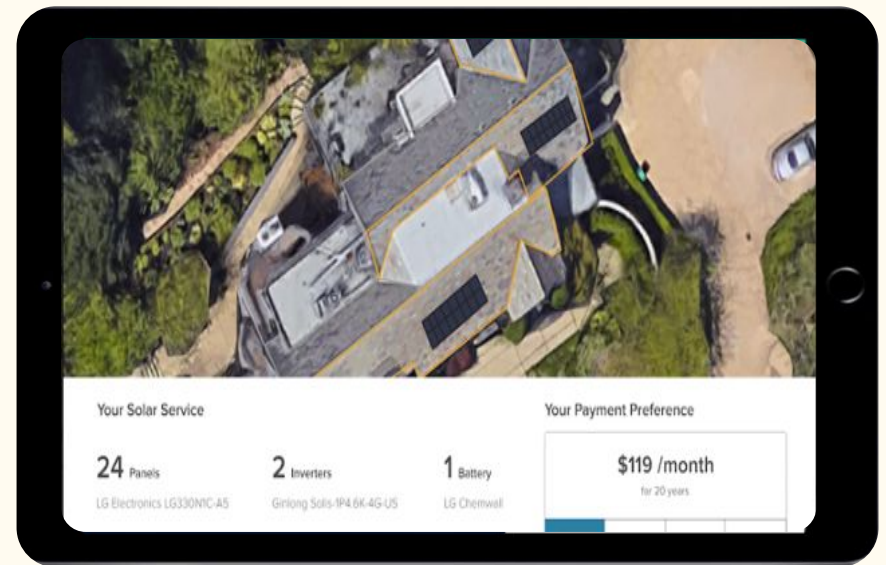 Your Solar Service
Your Payment Preference
24 Panels
2 Inverters
1 Battery
$119 /month
for 20 years
LG Electronics LG330N1C-A5
Ginlong Solis-1P4.6K-4G-US
LG Chemwall